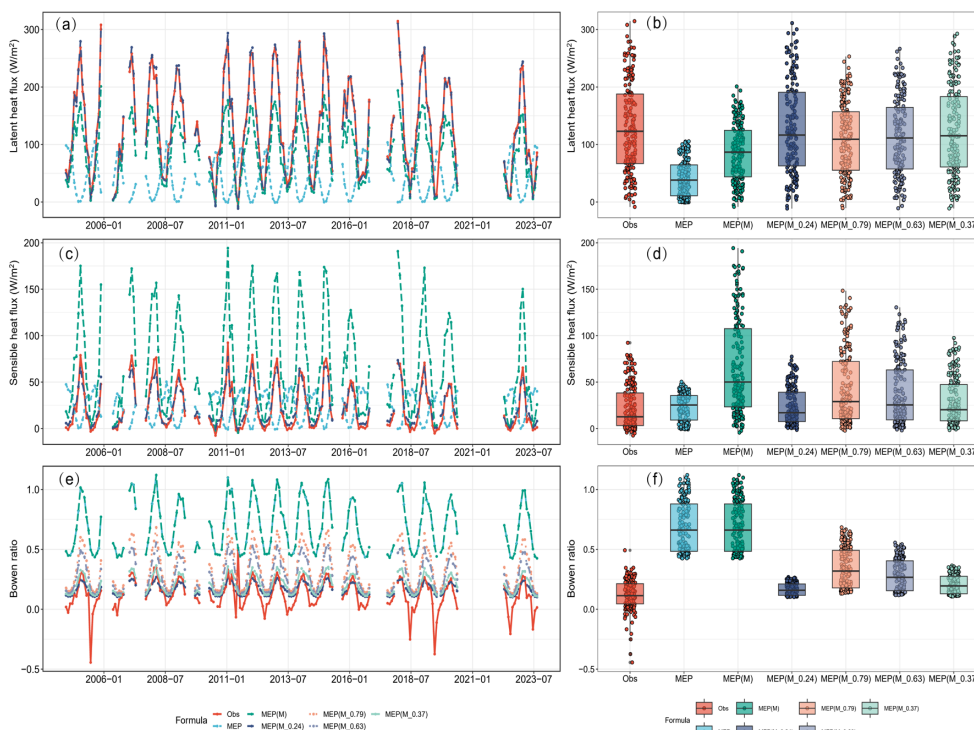 (a)
Latent heat flux (W/m²)
300
200
100
0
2006−01 2008−07 2011−01 2013−07 2016−01 2018−07 2021−01 2023−07
(b)
Latent heat flux (W/m²)
300
200
100
0
Obs MEP MEP(M) MEP(M_0.24) MEP(M_0.79) MEP(M_0.63) MEP(M_0.37)
(c)
Sensible heat flux (W/m²)
200
150
100
50
0
2006−01 2008−07 2011−01 2013−07 2016−01 2018−07 2021−01 2023−07
(d)
Sensible heat flux (W/m²)
200
150
100
50
0
Obs MEP MEP(M) MEP(M_0.24) MEP(M_0.79) MEP(M_0.63) MEP(M_0.37)
(e)
Bowen ratio
1.0
0.5
0.0
−0.5
2006−01 2008−07 2011−01 2013−07 2016−01 2018−07 2021−01 2023−07
(f)
Bowen ratio
1.0
0.5
0.0
−0.5
Obs MEP MEP(M) MEP(M_0.24) MEP(M_0.79) MEP(M_0.63) MEP(M_0.37)
Formula
Obs MEP(M) MEP(M_0.79) MEP(M_0.37)
MEP MEP(M_0.24) MEP(M_0.63)
Formula
Obs MEP(M) MEP(M_0.79) MEP(M_0.37)